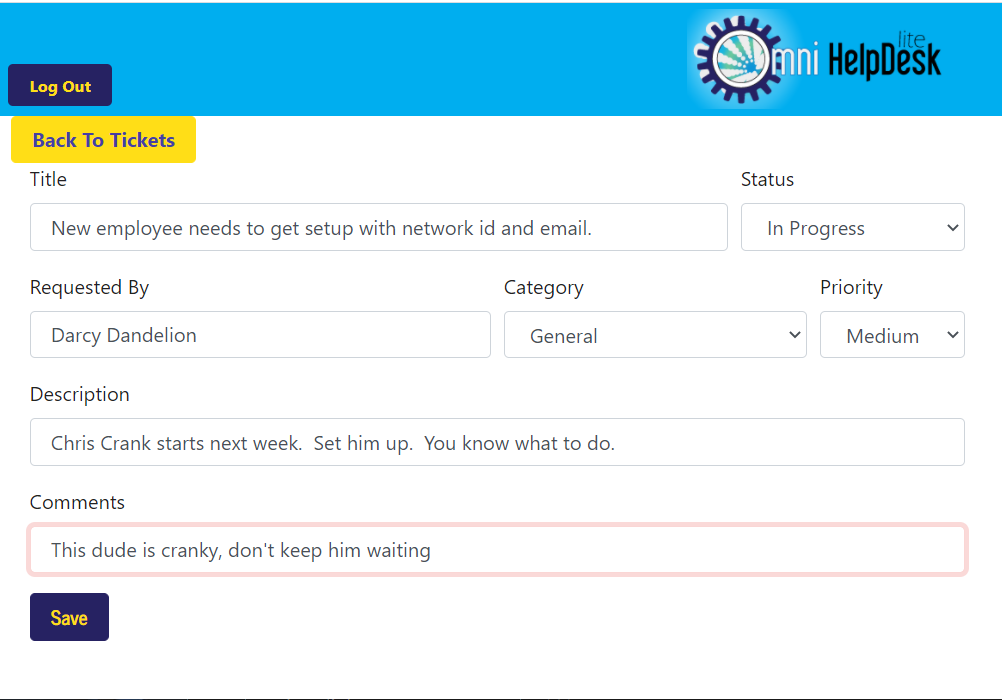 Omni HelpDesk lite
Log Out
Back To Tickets
Title
Status
New employee needs to get setup with network id and email.
In Progress
Requested By
Category
Priority
Darcy Dandelion
General
Medium
Description
Chris Crank starts next week.  Set him up.  You know what to do.
Comments
This dude is cranky, don't keep him waiting
Save